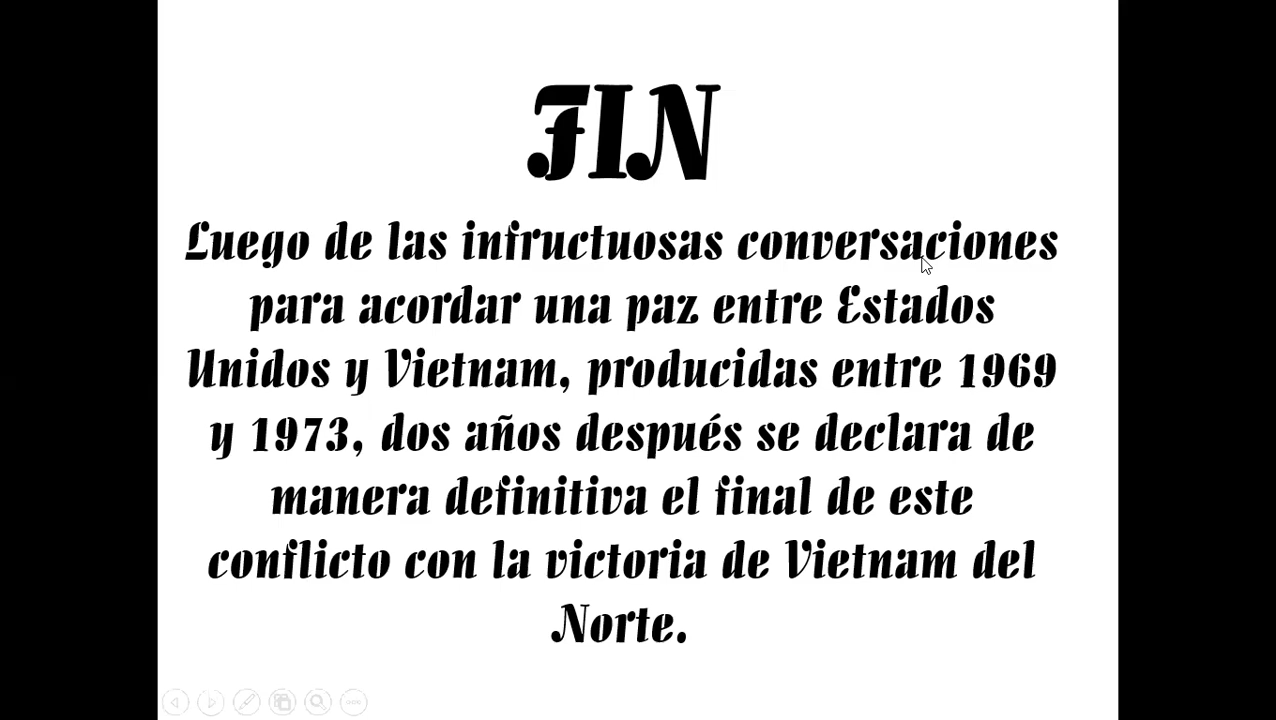 FIN
Luego de las infructuosas conversaciones
para acordar una paz entre Estados
Unidos y Vietnam, producidas entre 1969
y 1973, dos años después se declara de
manera definitiva el final de este
conflicto con la victoria de Vietnam del
Norte.